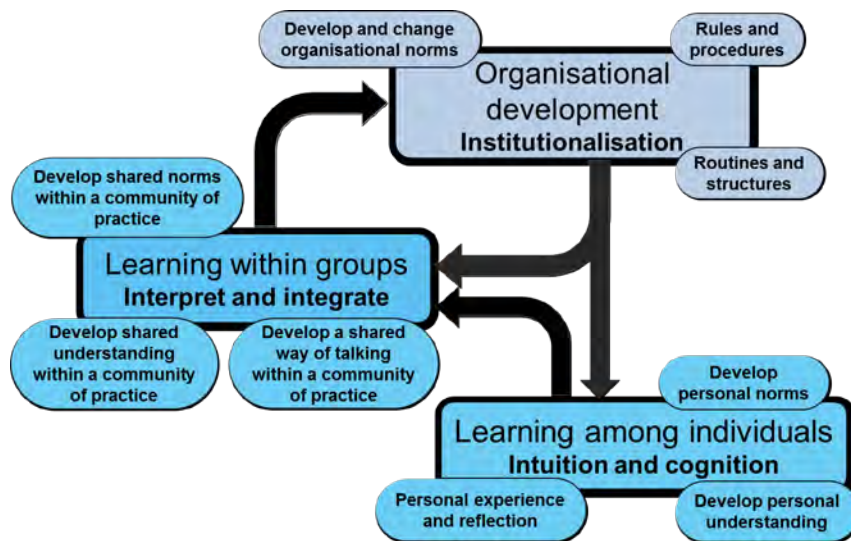 Develop and change
organisational norms
Rules and
procedures
Organisational
development
Institutionalisation
Routines and
structures
Develop shared norms
within a community of
practice
Learning within groups
Interpret and integrate
Develop shared
understanding
within a community
of practice
Develop a shared
way of talking
within a community
of practice
Develop
personal norms
Learning among individuals
Intuition and cognition
Personal experience
and reflection
Develop personal
understanding